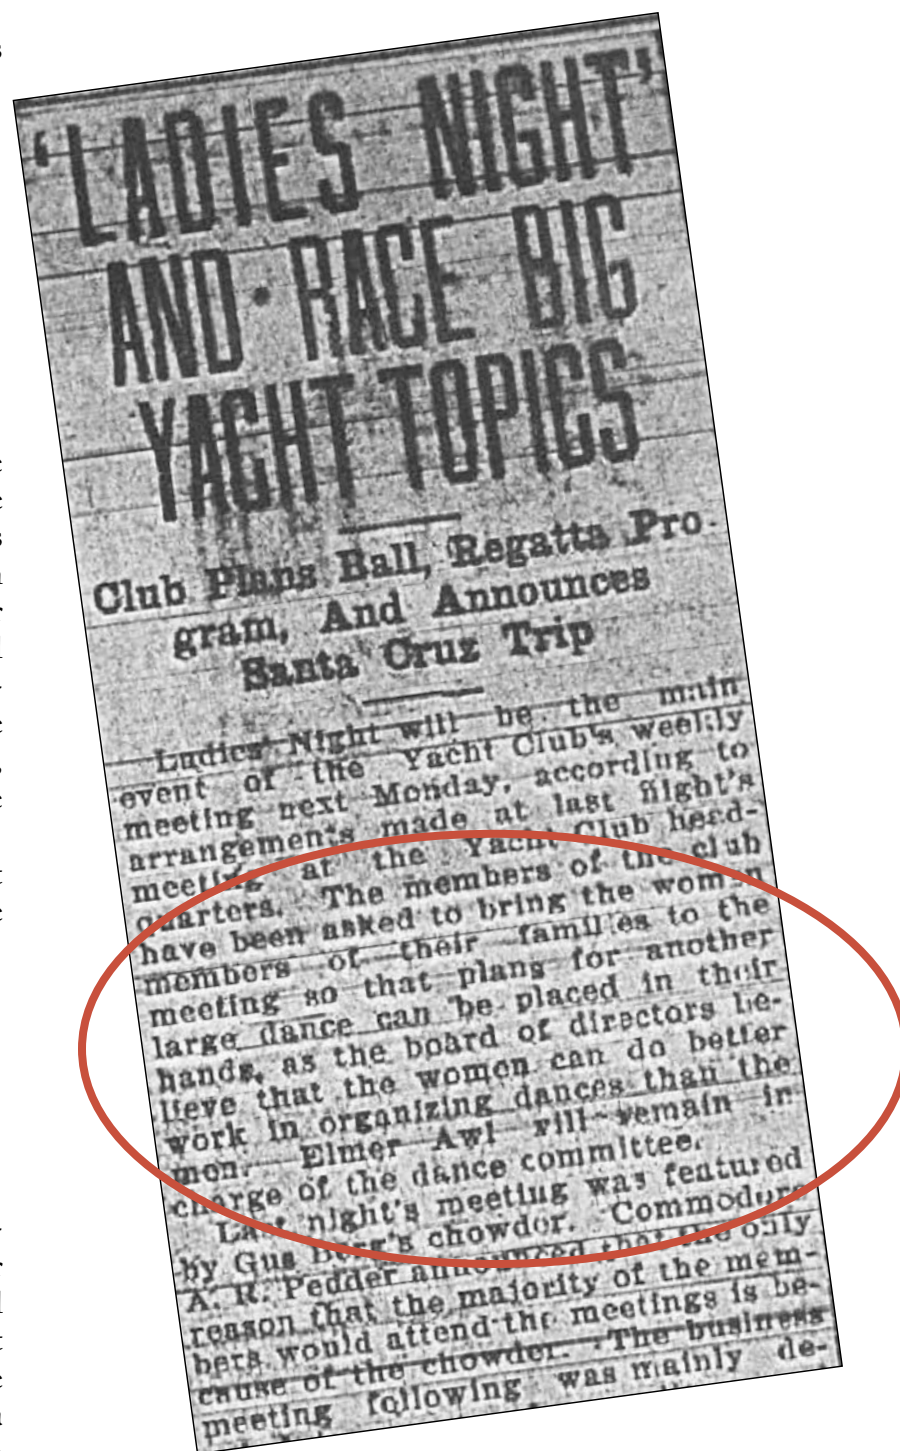 'LADIES NIGHT'
AND RACE BIG
YACHT TOPICS
Club Plans Ball, Regatta Pro-
gram, And Announces
Santa Cruz Trip
Ladies' Night will be the main
event of the Yacht Club's weekly
meeting next Monday, according to
arrangements made at last night's
meeting at the Yacht Club head-
quarters. The members of the club
have been asked to bring the women
members of their families to the
meeting so that plans for another
large dance can be placed in their
hands, as the board of directors be-
lieve that the women can do better
work in organizing dances than the
men. Elmer Awl will remain in
charge of the dance committee.
Last night's meeting was featured
by Gus Berg's chowder. Commodore
A. R. Pedder announced that the only
reason that the majority of the mem-
bers would attend the meetings is be-
cause of the chowder. The business
meeting following was mainly de-